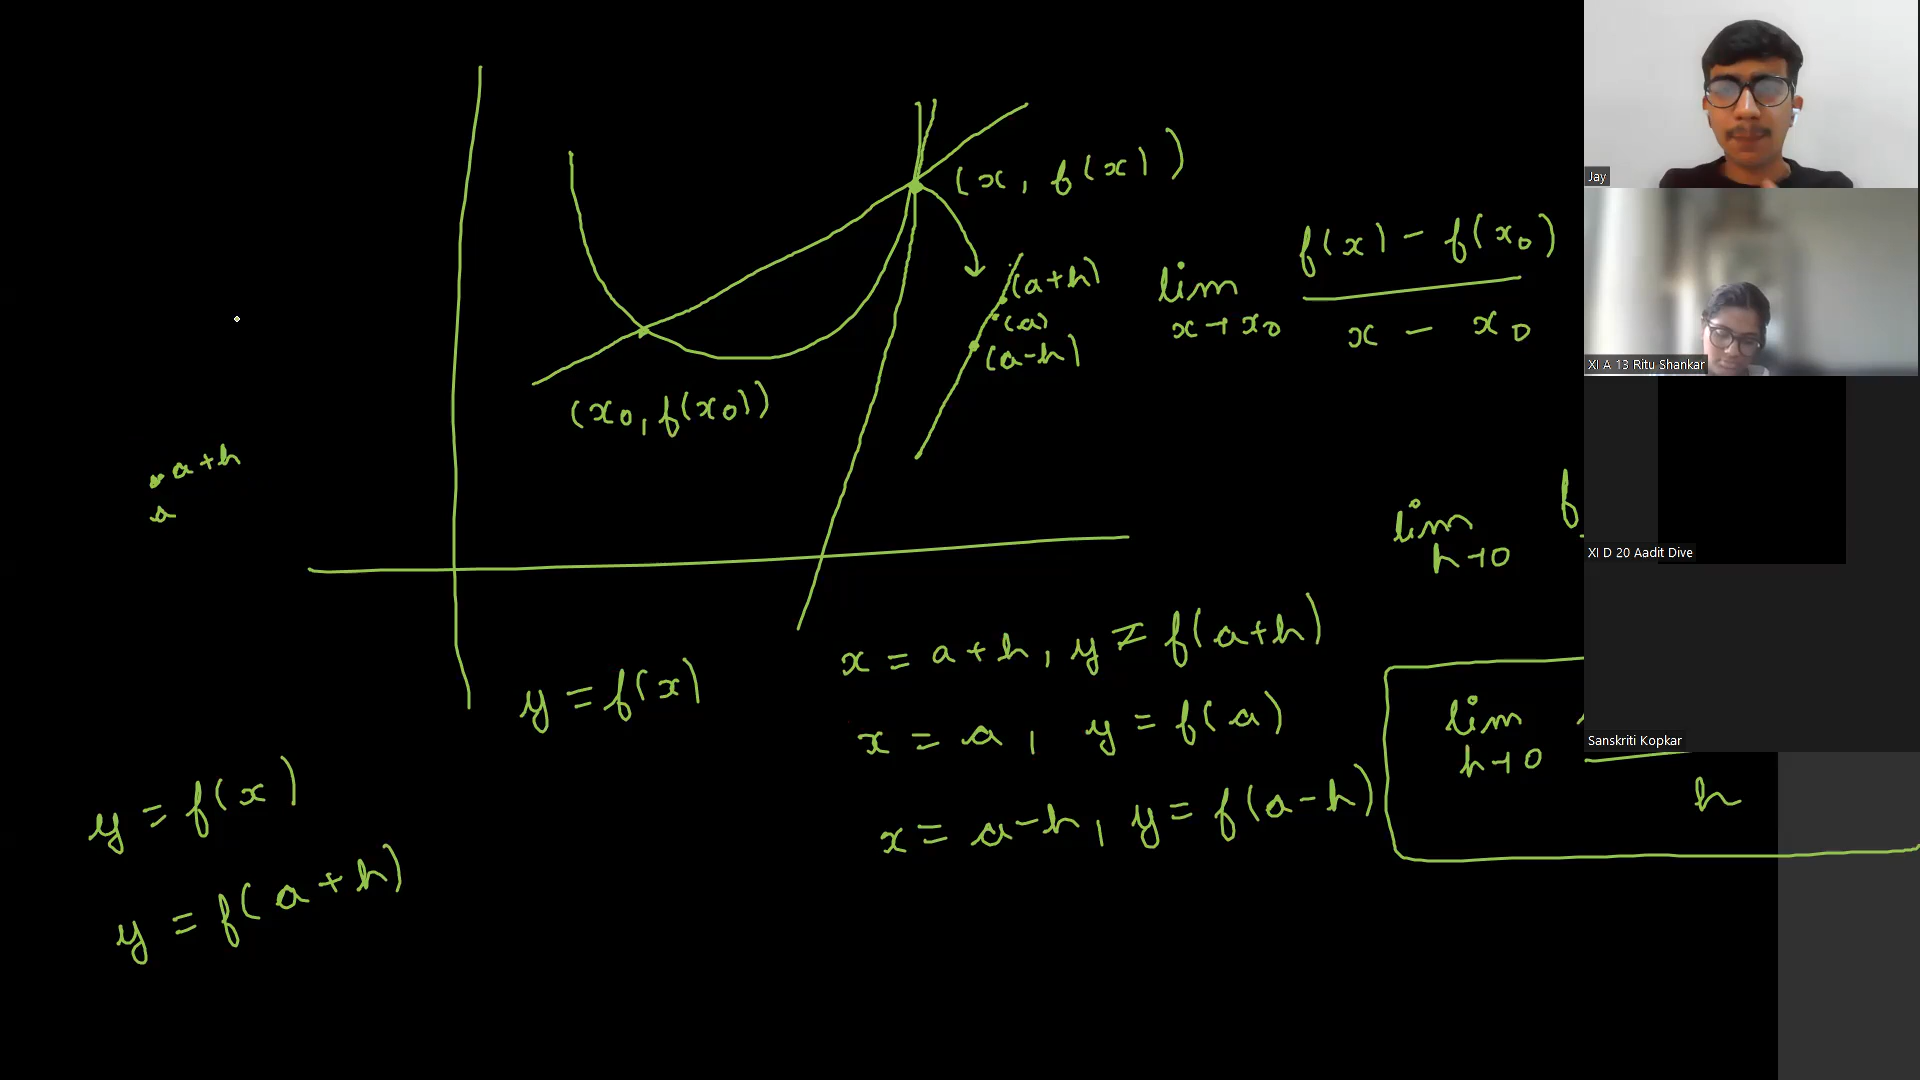 (x, f(x))
f(x) - f(x₀)
lim
x→x₀
x - x₀
(a+h)
(a)
(a-h)
(x₀, f(x₀))
a+h
a
lim
h→0
f
x = a+h, y = f(a+h)
y = f(x)
x = a, y = f(a)
lim
h→0
h
y = f(x)
x = a-h, y = f(a-h)
y = f(a+h)
Jay
XI A 13 Ritu Shankar
XI D 20 Aadit Dive
Sanskriti Kopkar